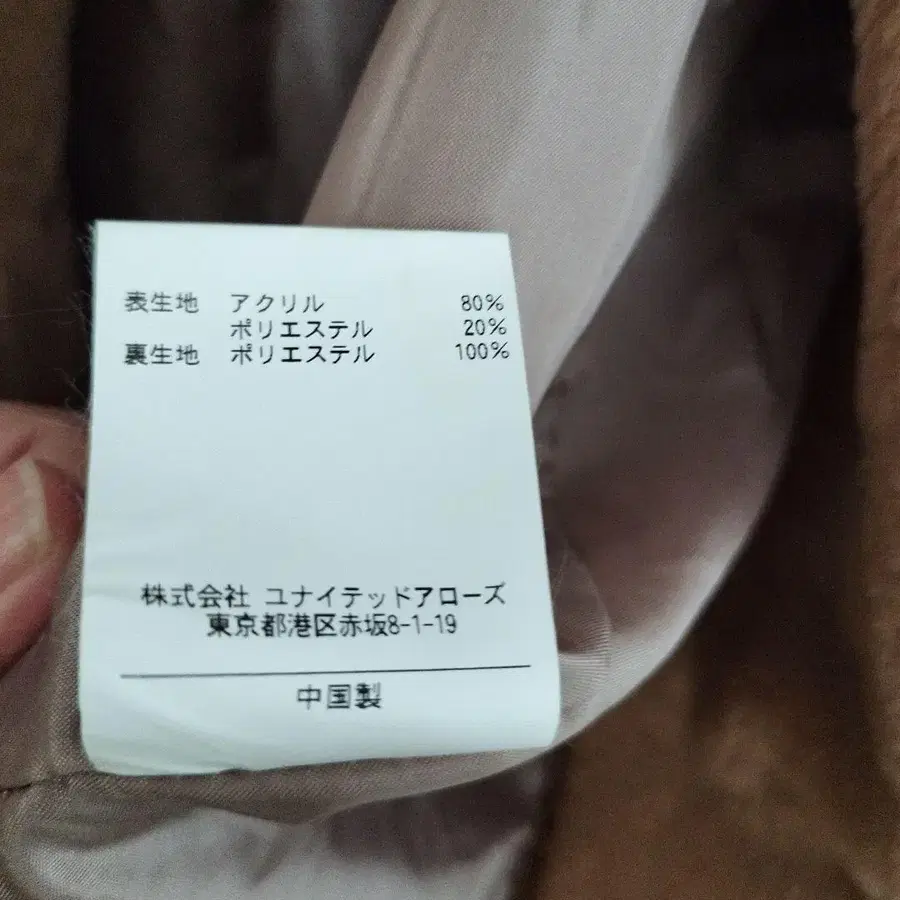 表生地 アクリル 80%
ポリエステル 20%
裏生地 ポリエステル 100%
株式会社 ユナイテッドアローズ
東京都港区赤坂8-1-19
中国製